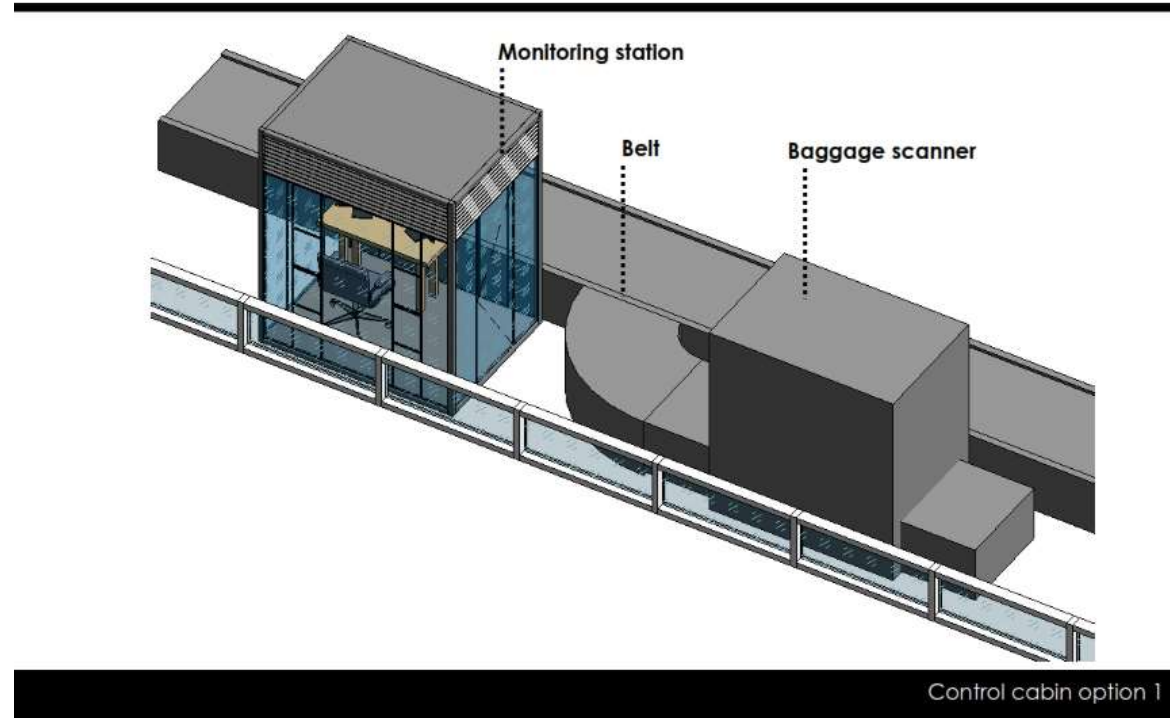 Monitoring station
Belt
Baggage scanner
Control cabin option 1